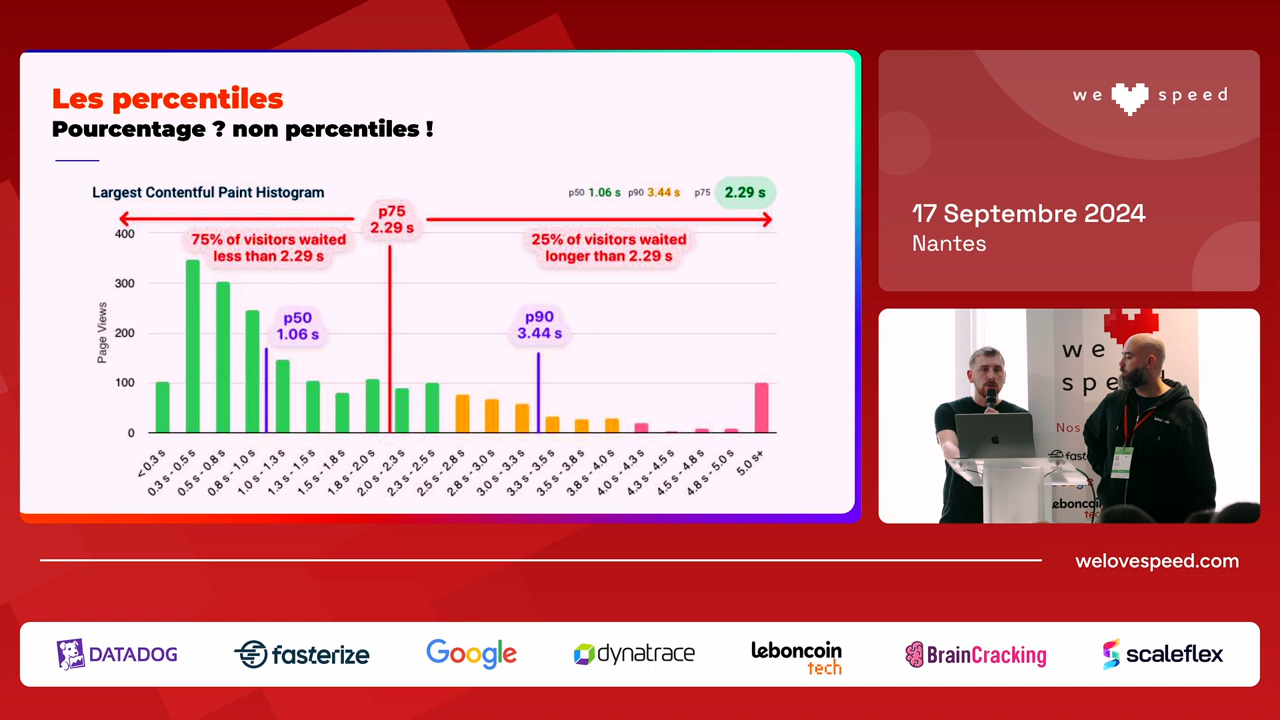 Les percentiles
Pourcentage ? non percentiles !
Largest Contentful Paint Histogram
p50 1.06 s p90 3.44 s p75 2.29 s
p75
2.29 s
75% of visitors waited
less than 2.29 s
25% of visitors waited
longer than 2.29 s
p50
1.06 s
p90
3.44 s
Page Views
400
300
200
100
0
< 0.3 s
0.3 s - 0.5 s
0.5 s - 0.8 s
0.8 s - 1.0 s
1.0 s - 1.3 s
1.3 s - 1.5 s
1.5 s - 1.8 s
1.8 s - 2.0 s
2.0 s - 2.3 s
2.3 s - 2.5 s
2.5 s - 2.8 s
2.8 s - 3.0 s
3.0 s - 3.3 s
3.3 s - 3.5 s
3.5 s - 3.8 s
3.8 s - 4.0 s
4.0 s - 4.3 s
4.3 s - 4.5 s
4.5 s - 4.8 s
4.8 s - 5.0 s
5.0 s+
we speed
17 Septembre 2024
Nantes
we
spe
Nos
welovespeed.com
DATADOG
fasterize
Google
dynatrace
leboncoin
tech
BrainCracking
scaleflex